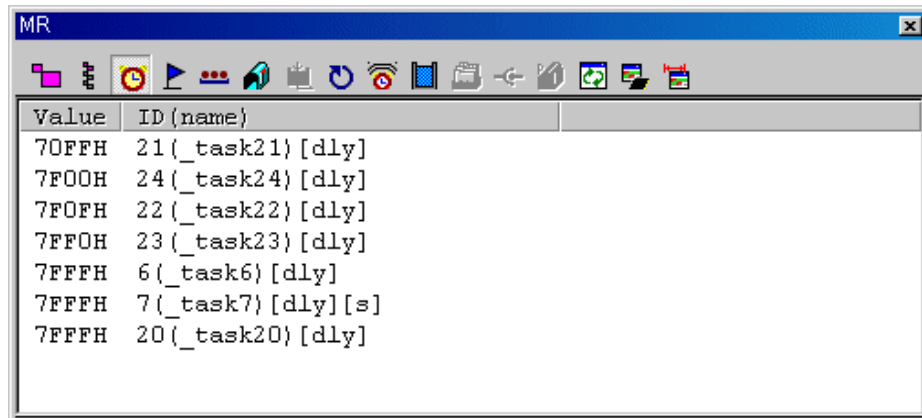 MR
Value ID(name)
70FFH 21(_task21)[dly]
7F00H 24(_task24)[dly]
7F0FH 22(_task22)[dly]
7FF0H 23(_task23)[dly]
7FFFH 6(_task6)[dly]
7FFFH 7(_task7)[dly][s]
7FFFH 20(_task20)[dly]